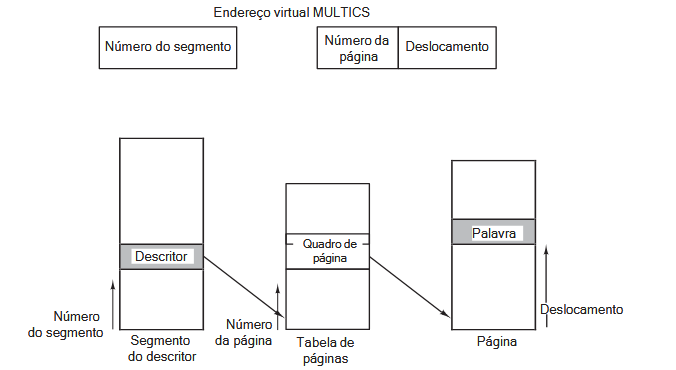 Endereço virtual MULTICS
Número do segmento
Número da
página
Deslocamento
Descritor
Quadro de
página
Palavra
Número
do segmento
Segmento
do descritor
Número
da página
Tabela de
páginas
Deslocamento
Página